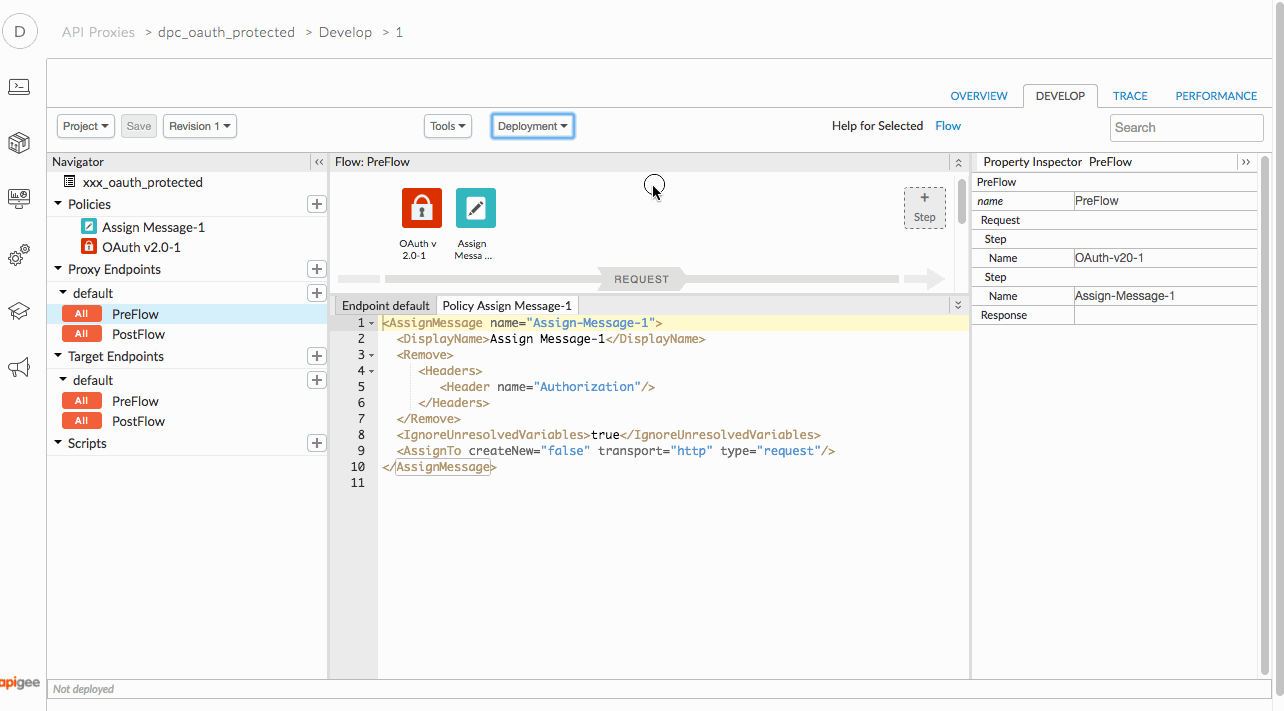 D
API Proxies > dpc_oauth_protected > Develop > 1
OVERVIEW DEVELOP TRACE PERFORMANCE
Project Save Revision 1 Tools Deployment Help for Selected Flow Search
Navigator «
xxx_oauth_protected
Policies +
Assign Message-1
OAuth v2.0-1
Proxy Endpoints +
default +
All PreFlow
All PostFlow
Target Endpoints +
default +
All PreFlow
All PostFlow
Scripts +
Flow: PreFlow
OAuth v
2.0-1
Assign
Messa ...
+
Step
REQUEST
Endpoint default Policy Assign Message-1
1 <AssignMessage name="Assign-Message-1">
2 <DisplayName>Assign Message-1</DisplayName>
3 <Remove>
4 <Headers>
5 <Header name="Authorization"/>
6 </Headers>
7 </Remove>
8 <IgnoreUnresolvedVariables>true</IgnoreUnresolvedVariables>
9 <AssignTo createNew="false" transport="http" type="request"/>
10 </AssignMessage>
11
Property Inspector PreFlow »
PreFlow
name PreFlow
Request
Step
Name OAuth-v20-1
Step
Name Assign-Message-1
Response
apigee
Not deployed